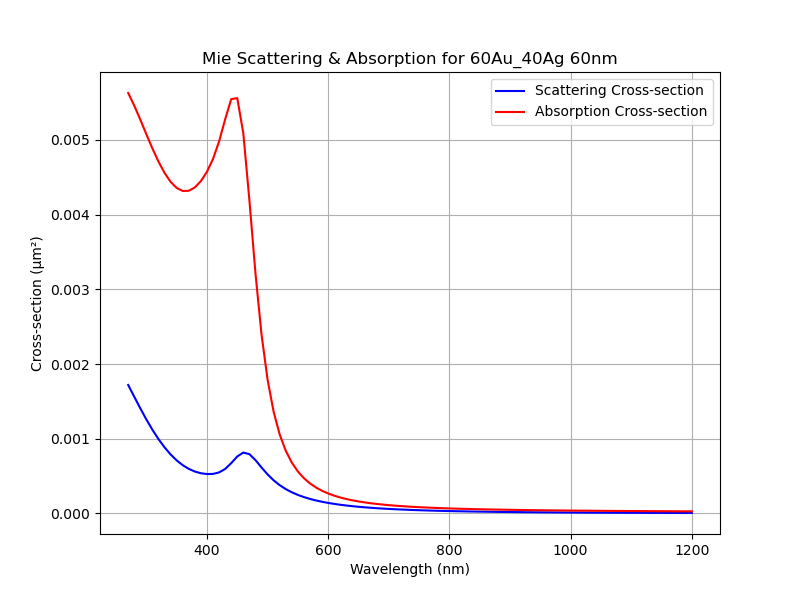 Mie Scattering & Absorption for 60Au_40Ag 60nm
Scattering Cross-section
Absorption Cross-section
Cross-section (μm²)
0.005
0.004
0.003
0.002
0.001
0.000
400 600 800 1000 1200
Wavelength (nm)